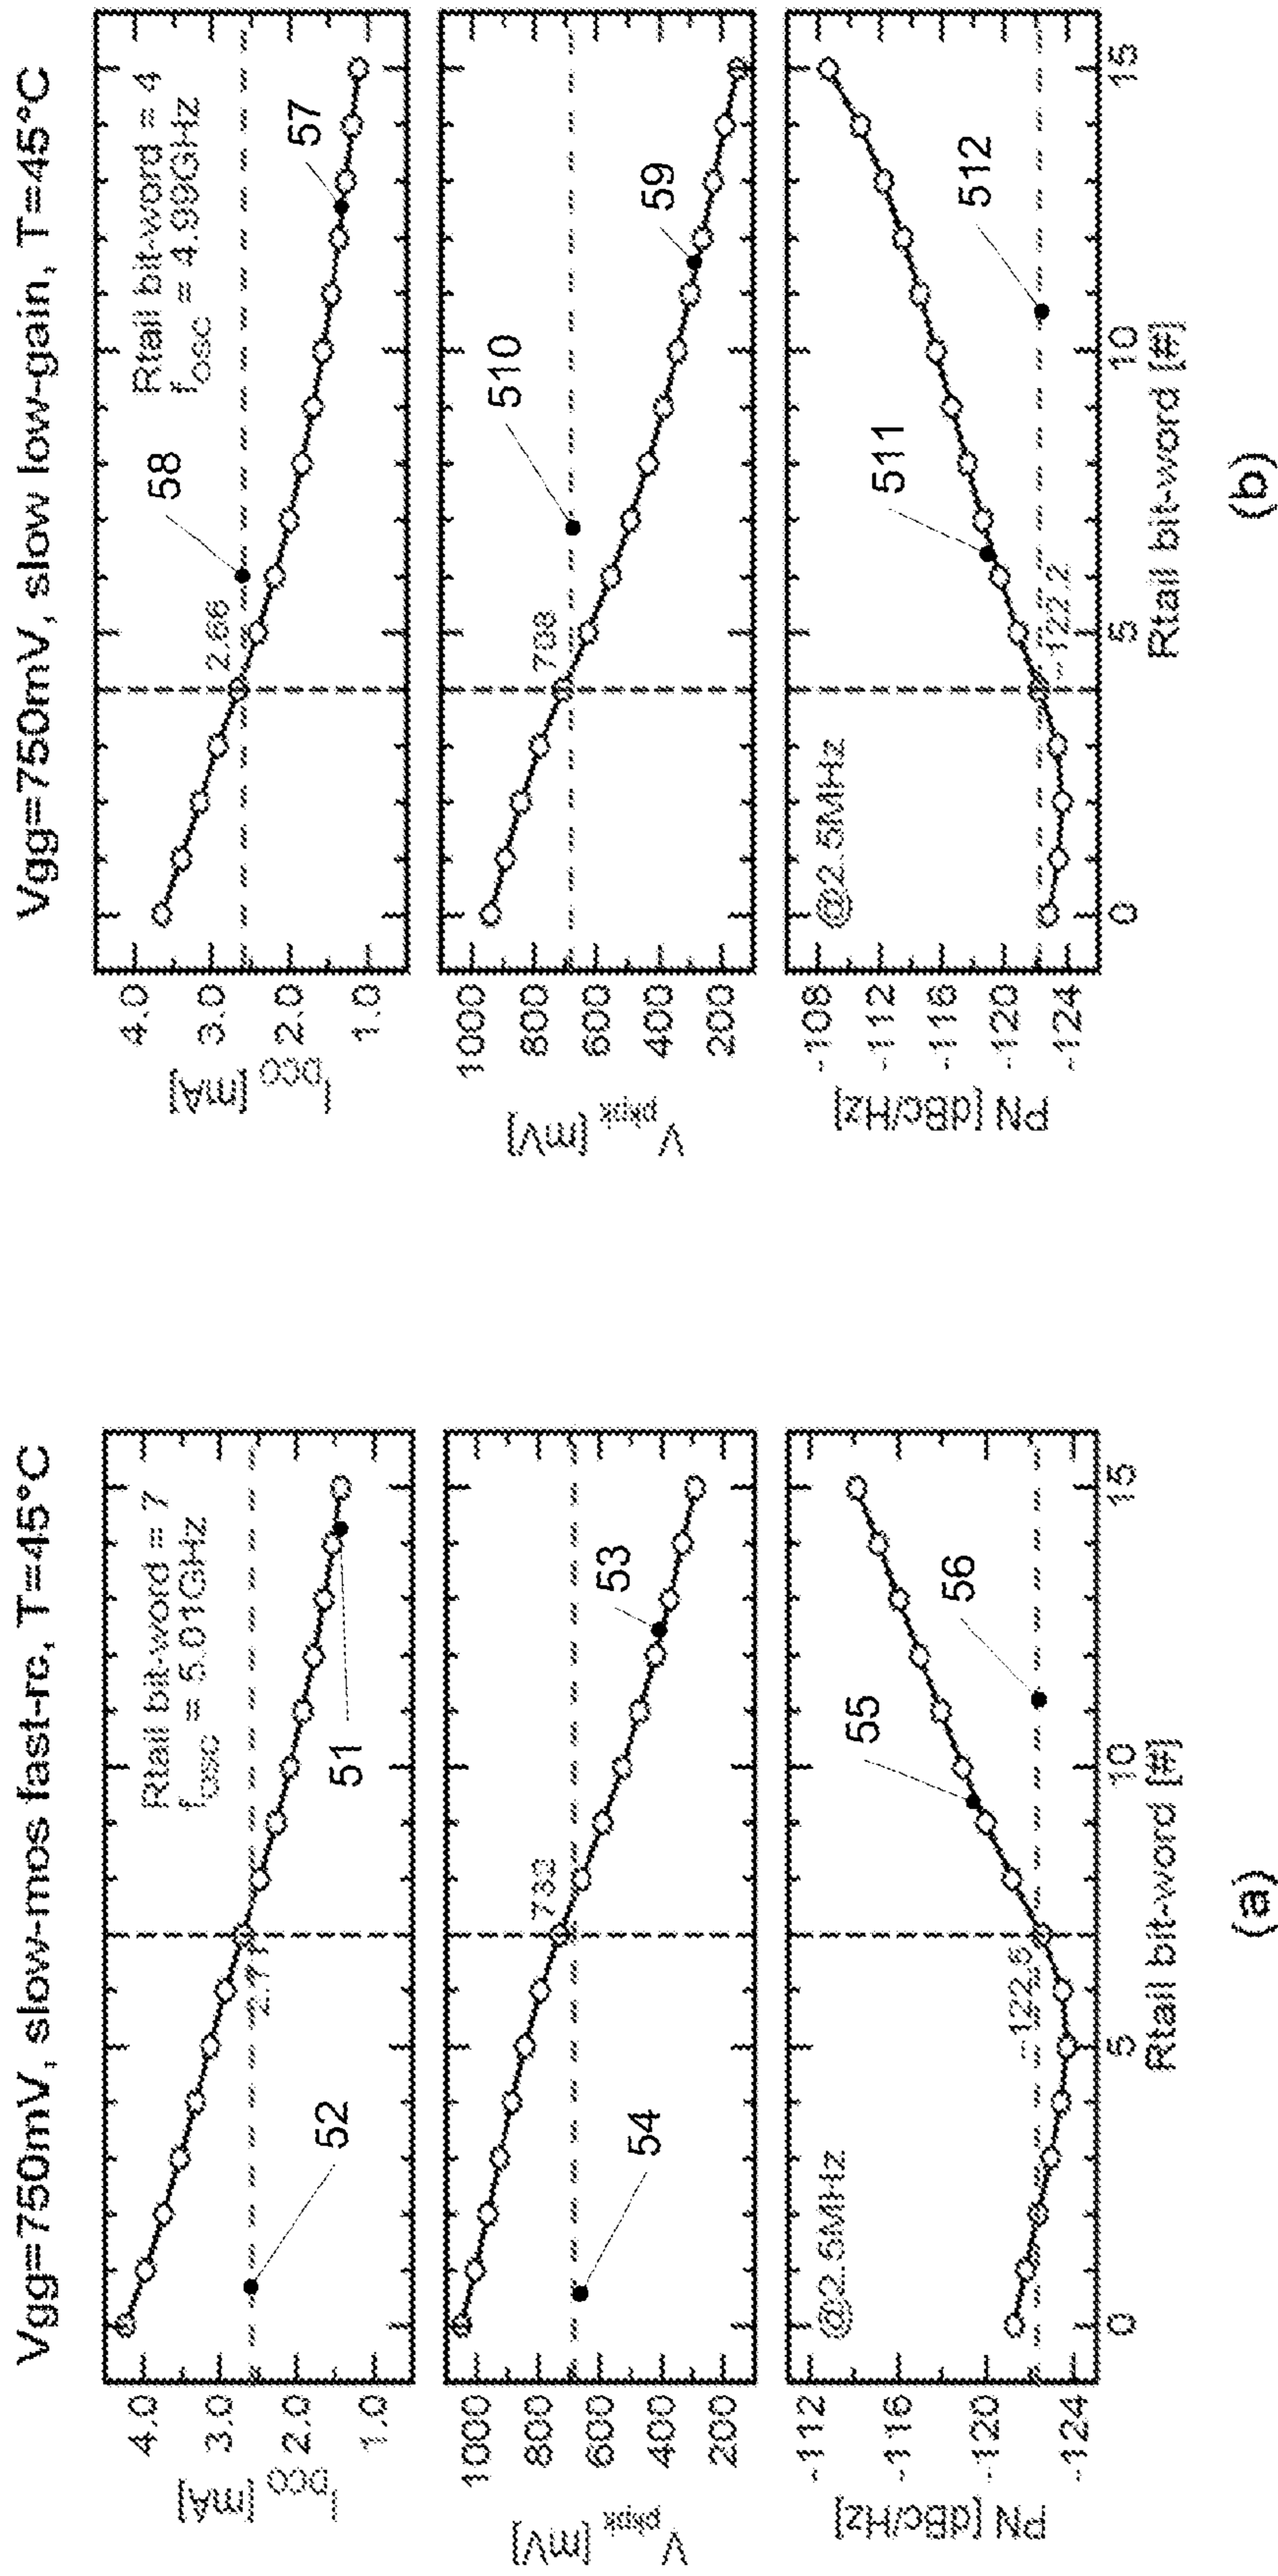 Vgg=750mV, slow-mos fast-rc, T=45°C
4.0
3.0
2.0
1.0
I_DCO [mA]
Rtail bit-word = 7
f_osc = 5.01GHz
2.71
51
52
1000
800
600
400
200
V_pkpk [mV]
733
53
54
-112
-116
-120
-124
PN [dBc/Hz]
@2.5MHz
-122.6
55
56
0
5
10
15
Rtail bit-word [#]
(a)
Vgg=750mV, slow low-gain, T=45°C
4.0
3.0
2.0
1.0
I_DCO [mA]
Rtail bit-word = 4
f_osc = 4.99GHz
2.66
57
58
1000
800
600
400
200
V_pkpk [mV]
59
510
-108
-112
-116
-120
-124
PN [dBc/Hz]
@2.5MHz
-122.2
511
512
0
5
10
15
Rtail bit-word [#]
(b)